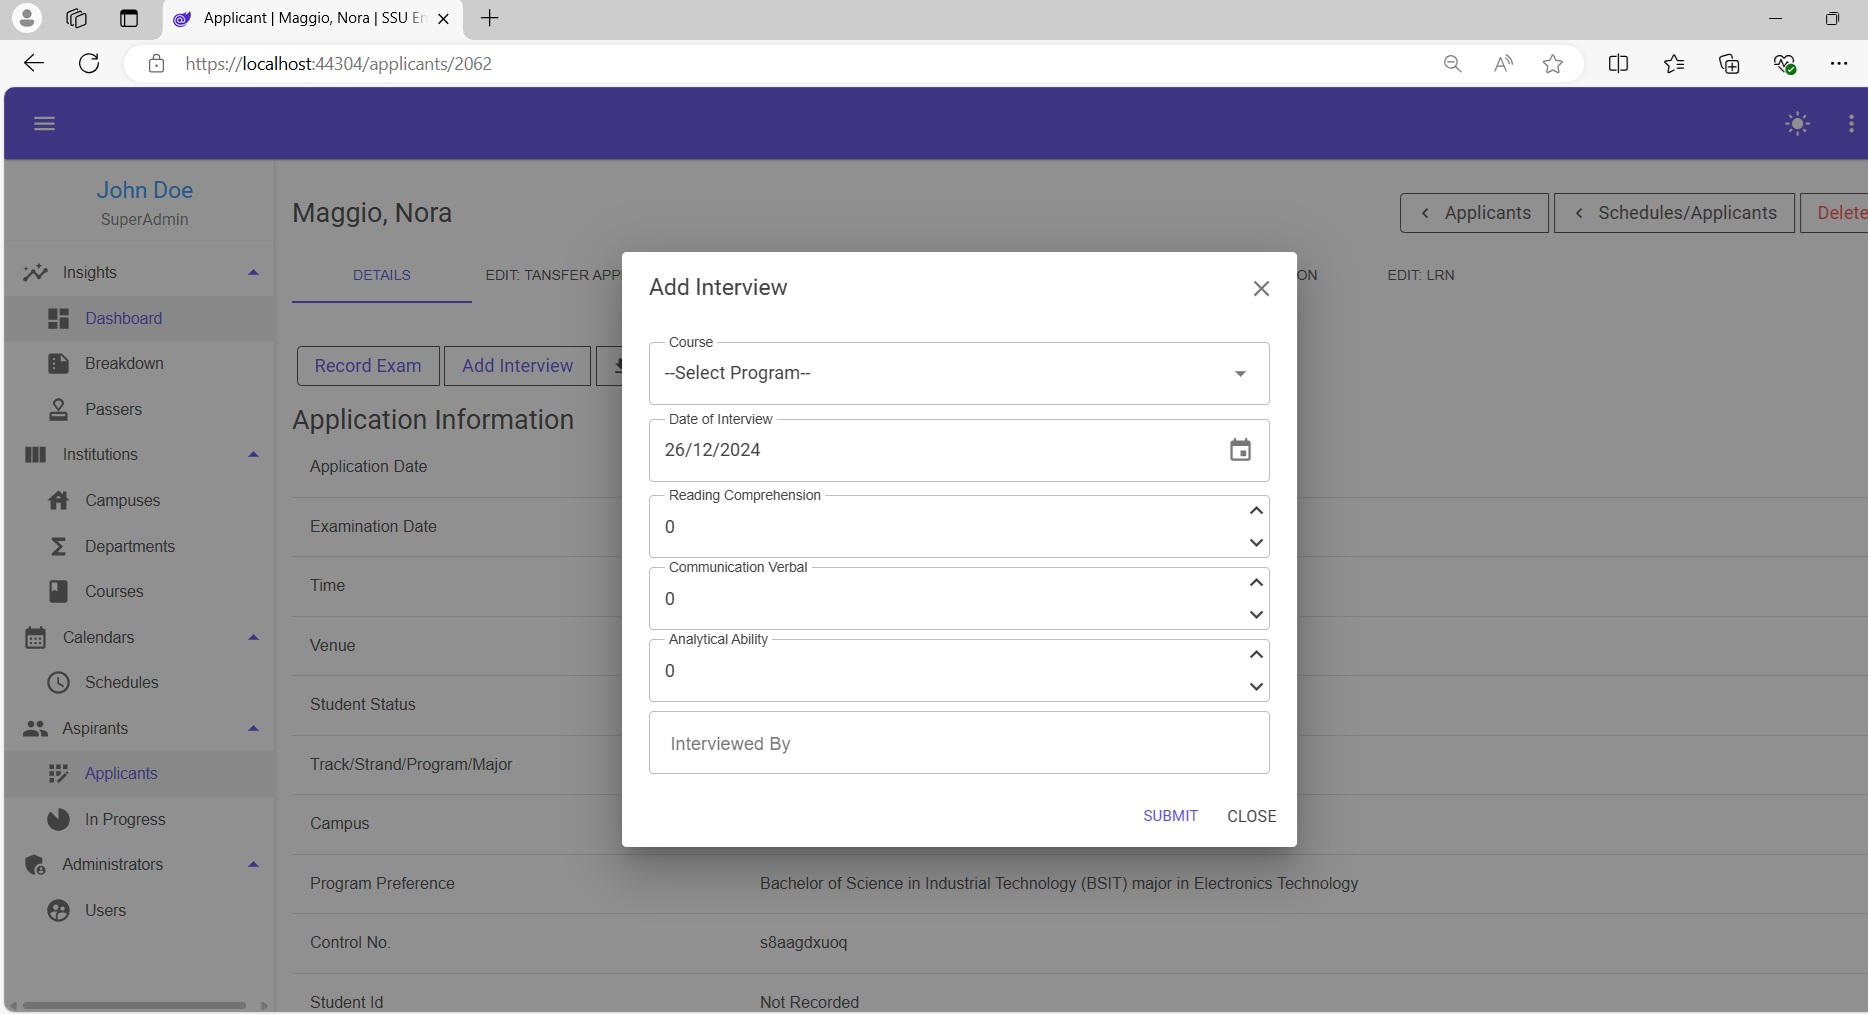 Applicant | Maggio, Nora | SSU En
https://localhost:44304/applicants/2062
John Doe
SuperAdmin
Insights
Dashboard
Breakdown
Passers
Institutions
Campuses
Departments
Courses
Calendars
Schedules
Aspirants
Applicants
In Progress
Administrators
Users
Maggio, Nora
Applicants
Schedules/Applicants
Delete
DETAILS
EDIT: TANSFER APP
ON
EDIT: LRN
Record Exam
Add Interview
Application Information
Application Date
Examination Date
Time
Venue
Student Status
Track/Strand/Program/Major
Campus
Program Preference Bachelor of Science in Industrial Technology (BSIT) major in Electronics Technology
Control No. s8aagdxuoq
Student Id Not Recorded
Add Interview
Course
--Select Program--
Date of Interview
26/12/2024
Reading Comprehension
0
Communication Verbal
0
Analytical Ability
0
Interviewed By
SUBMIT CLOSE